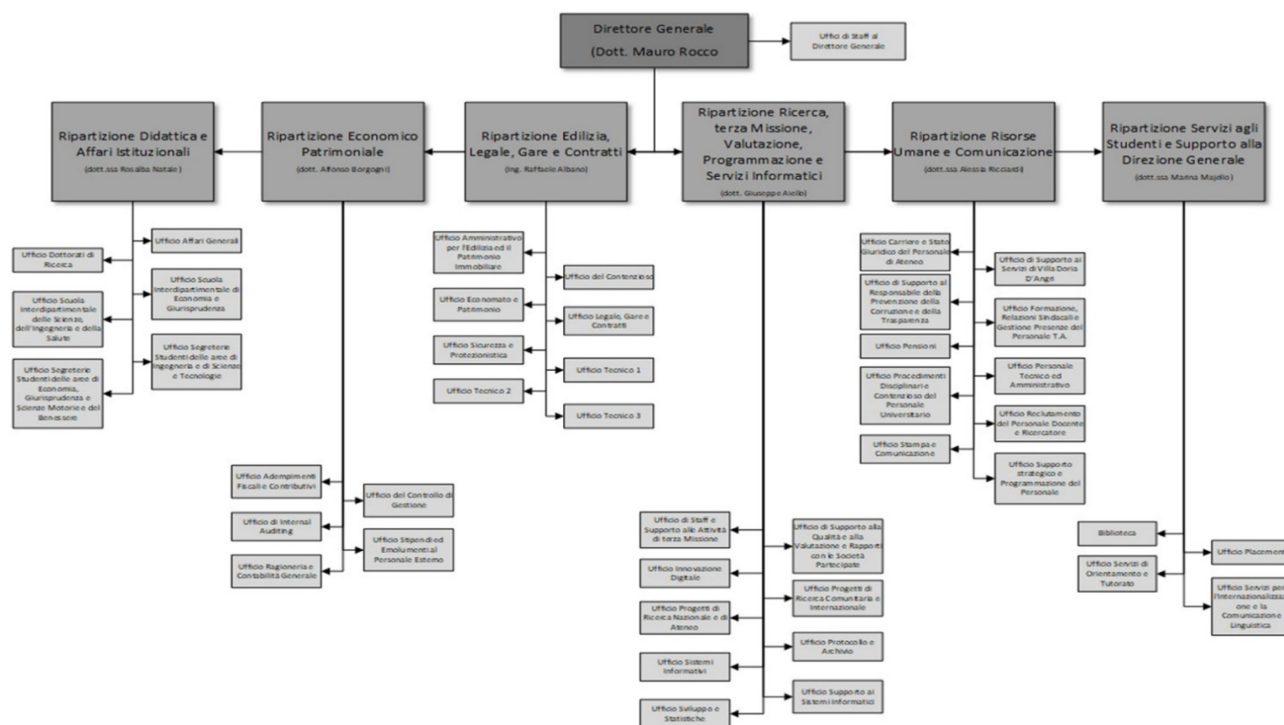 Direttore Generale
(Dott. Mauro Rocco
Uffici di Staff al
Direttore Generale
Ripartizione Didattica e
Affari Istituzionali
(dott.ssa Rosalba Natale)
Ripartizione Economico
Patrimoniale
(dott. Alfonso Borgogni)
Ripartizione Edilizia,
Legale, Gare e Contratti
(Ing. Raffaele Albano)
Ripartizione Ricerca,
terza Missione,
Valutazione,
Programmazione e
Servizi Informatici
(dott. Giuseppe Aiello)
Ripartizione Risorse
Umane e Comunicazione
(dott.ssa Alessia Ricciardi)
Ripartizione Servizi agli
Studenti e Supporto alla
Direzione Generale
(dott.ssa Marina Majello)
Ufficio Affari Generali
Ufficio Dottorati di
Ricerca
Ufficio Scuola
Interdipartimentale di
Economia e
Giurisprudenza
Ufficio Scuola
Interdipartimentale
delle Scienze,
dell'Ingegneria e della
Salute
Ufficio Segreterie
Studenti delle aree di
Ingegneria e di Scienze
e Tecnologie
Ufficio Segreterie
Studenti delle aree di
Economia,
Giurisprudenza e
Scienze Motorie e del
Benessere
Ufficio Adempimenti
Fiscali e Contributivi
Ufficio del Controllo di
Gestione
Ufficio di Internal
Auditing
Ufficio Stipendi ed
Emolumenti al
Personale Esterno
Ufficio Ragioneria e
Contabilità Generale
Ufficio Amministrativo
per l'Edilizia ed il
Patrimonio
Immobiliare
Ufficio del Contenzioso
Ufficio Economato e
Patrimonio
Ufficio Legale, Gare e
Contratti
Ufficio Sicurezza e
Protezionistica
Ufficio Tecnico 1
Ufficio Tecnico 2
Ufficio Tecnico 3
Ufficio di Staff e
Supporto alle Attività
di terza Missione
Ufficio di Supporto alla
Qualità e alla
Valutazione e Rapporti
con le Società
Partecipate
Ufficio Innovazione
Digitale
Ufficio Progetti di
Ricerca Comunitaria e
Internazionale
Ufficio Progetti di
Ricerca Nazionale e di
Ateneo
Ufficio Protocollo e
Archivio
Ufficio Sistemi
Informativi
Ufficio Supporto ai
Sistemi Informatici
Ufficio Sviluppo e
Statistiche
Ufficio Carriere e Stato
Giuridico del Personale
di Ateneo
Ufficio di Supporto ai
Servizi di Villa Doria
D'Angri
Ufficio di Supporto al
Responsabile della
Prevenzione della
Corruzione e della
Trasparenza
Ufficio Formazione,
Relazioni Sindacali e
Gestione Presenze del
Personale T.A.
Ufficio Pensioni
Ufficio Personale
Tecnico ed
Amministrativo
Ufficio Procedimenti
Disciplinari e
Contenzioso del
Personale
Universitario
Ufficio Reclutamento
del Personale Docente
e Ricercatore
Ufficio Stampa e
Comunicazione
Ufficio Supporto
strategico e
Programmazione del
Personale
Biblioteca
Ufficio Placement
Ufficio Servizi di
Orientamento e
Tutorato
Ufficio Servizi per
l'Internazionalizzazi
one e la
Comunicazione
Linguistica